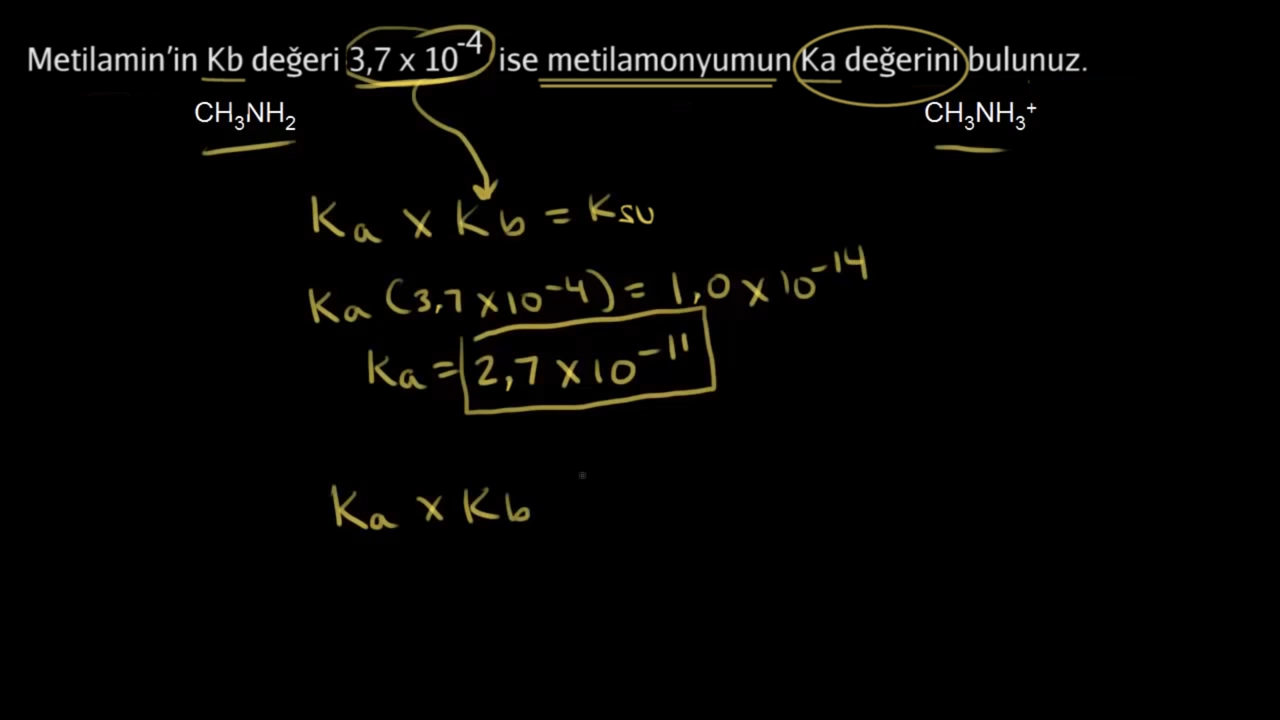 Metilamin'in Kb değeri 3,7 x 10⁻⁴ ise metilamonyumun Ka değerini bulunuz.
CH₃NH₂ CH₃NH₃⁺
Ka x Kb = Ksu
Ka (3,7 x 10⁻⁴) = 1,0 x 10⁻¹⁴
Ka = 2,7 x 10⁻¹¹
Ka x Kb